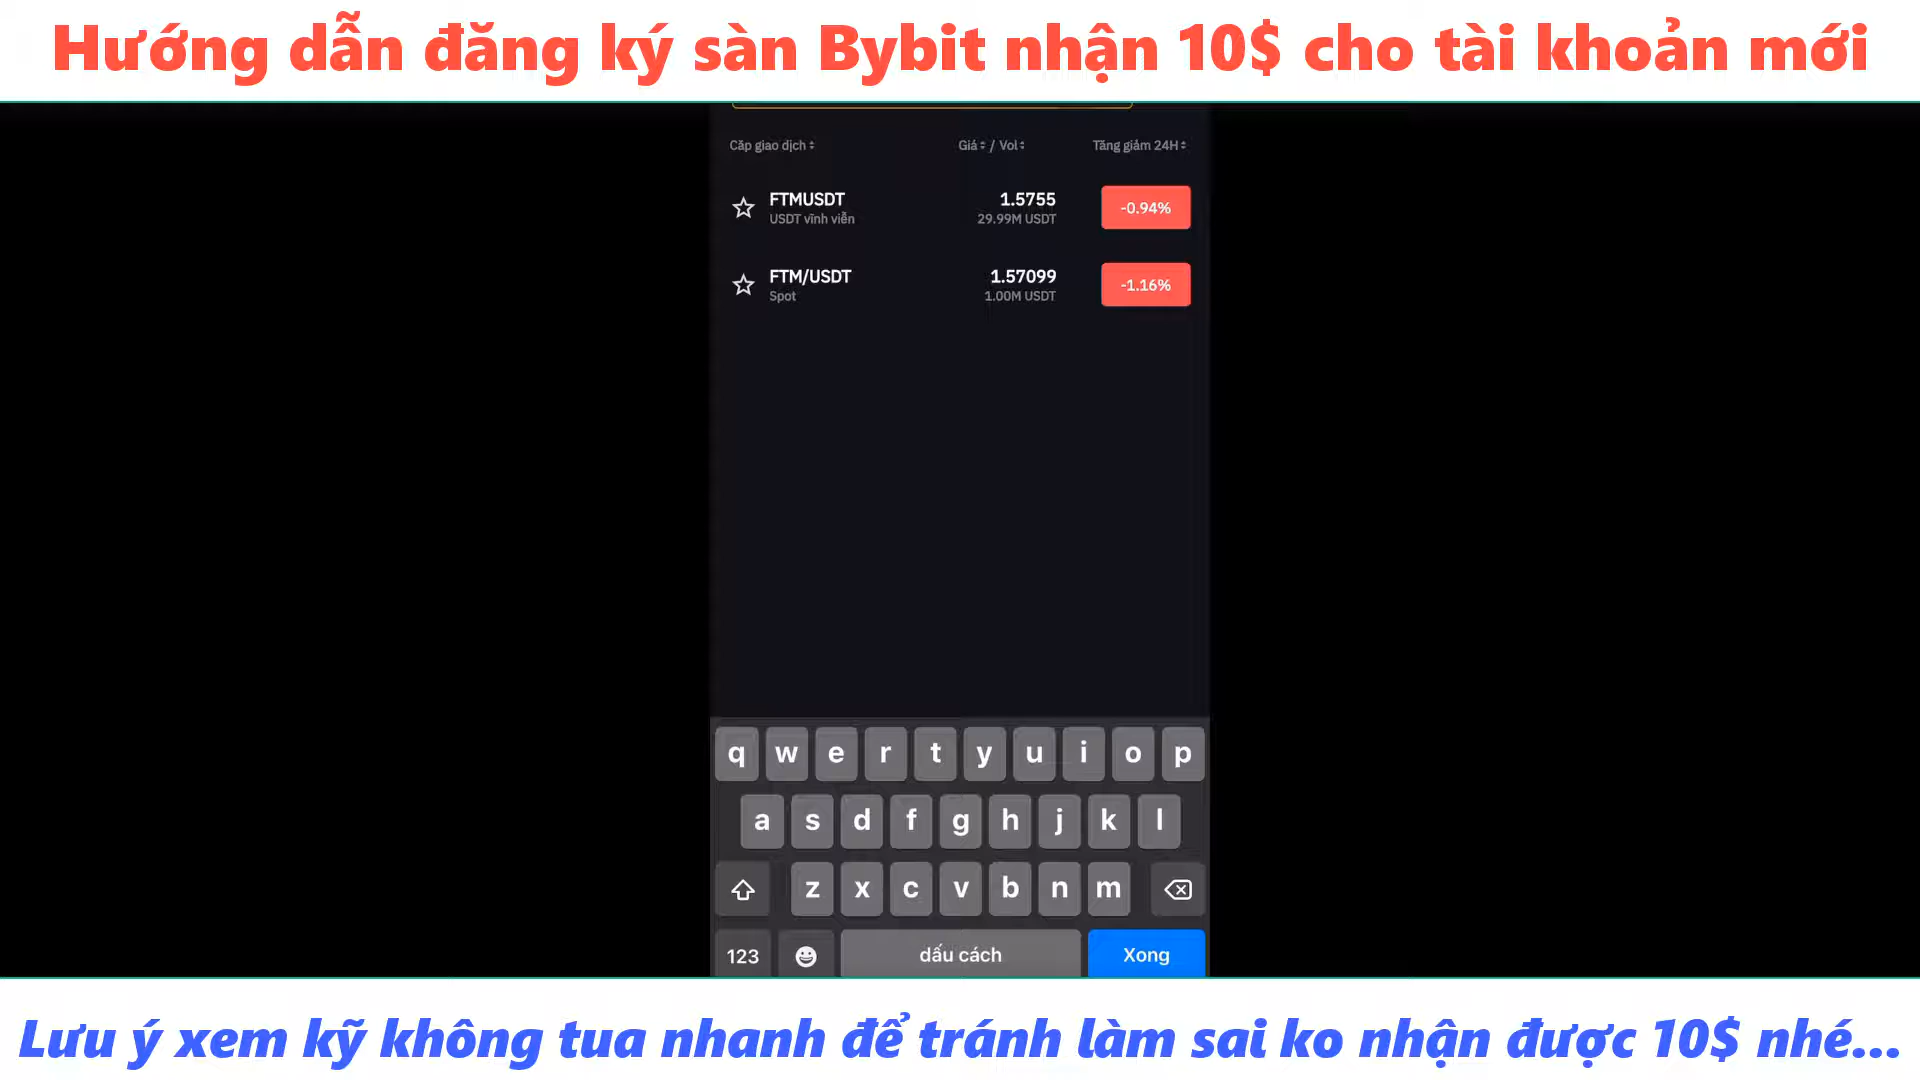 Hướng dẫn đăng ký sàn Bybit nhận 10$ cho tài khoản mới
Cặp giao dịch Giá / Vol Tăng giảm 24H
FTMUSDT 1.5755 -0.94%
USDT vĩnh viễn 29.99M USDT
FTM/USDT 1.57099 -1.16%
Spot 1.00M USDT
q w e r t y u i o p
a s d f g h j k l
z x c v b n m
123 dấu cách Xong
Lưu ý xem kỹ không tua nhanh để tránh làm sai ko nhận được 10$ nhé...